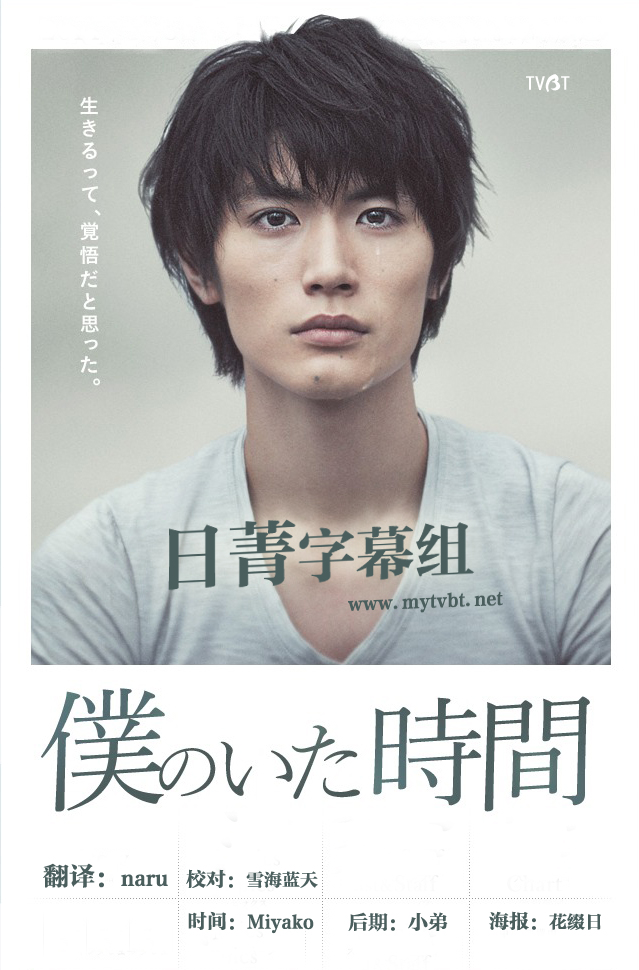 TVBT
生きるって、覚悟だと思った。
日菁字幕组
www.mytvbt.net
僕のいた時間
翻译：naru 校对：雪海蓝天
时间：Miyako 后期：小弟 海报：花缀日